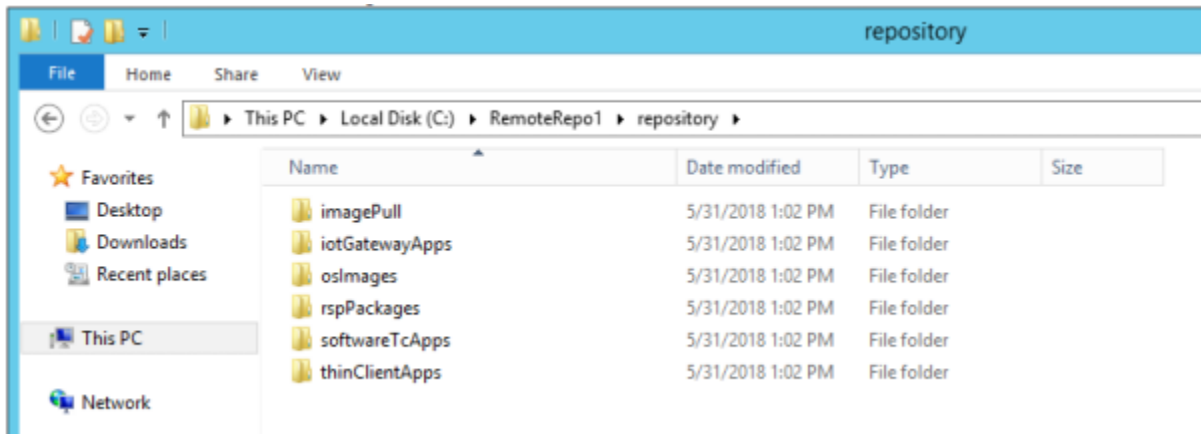 repository
File Home Share View
This PC Local Disk (C:) RemoteRepo1 repository
Name Date modified Type Size
Favorites
Desktop
Downloads
Recent places
This PC
Network
imagePull 5/31/2018 1:02 PM File folder
iotGatewayApps 5/31/2018 1:02 PM File folder
osImages 5/31/2018 1:02 PM File folder
rspPackages 5/31/2018 1:02 PM File folder
softwareTcApps 5/31/2018 1:02 PM File folder
thinClientApps 5/31/2018 1:02 PM File folder